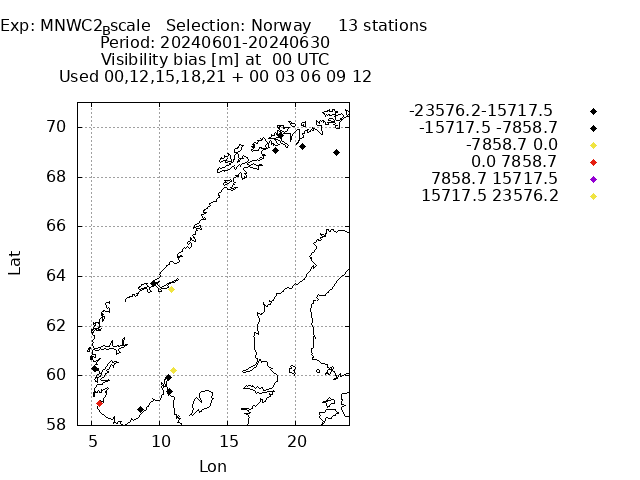 Exp: MNWC2_Bscale   Selection: Norway      13 stations
Period: 20240601-20240630
Visibility bias [m] at  00 UTC
Used 00,12,15,18,21 + 00 03 06 09 12
-23576.2-15717.5
-15717.5 -7858.7
-7858.7 0.0
0.0 7858.7
7858.7 15717.5
15717.5 23576.2
70
68
66
64
62
60
58
Lat
5 10 15 20
Lon